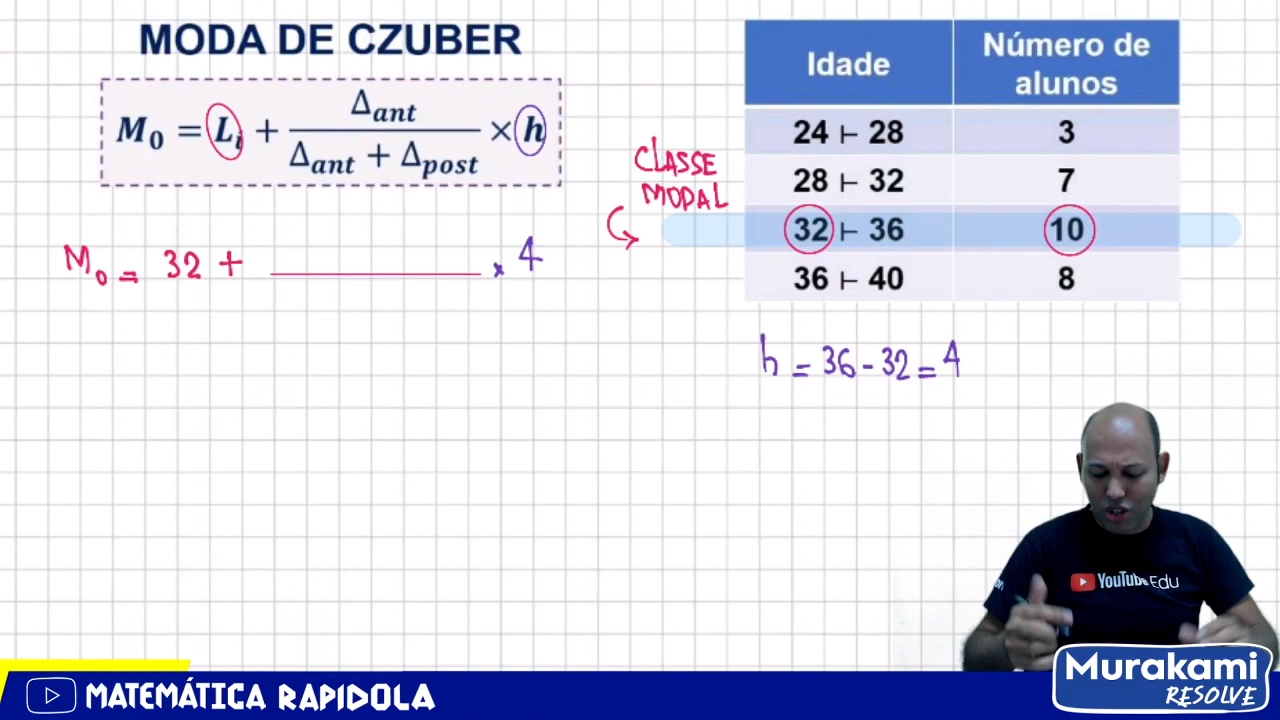 MODA DE CZUBER
M₀ = Lᵢ + Δant / (Δant + Δpost) × h
M₀ = 32 + ________ × 4
CLASSE
MODAL
Idade | Número de alunos
24 ⊢ 28 | 3
28 ⊢ 32 | 7
32 ⊢ 36 | 10
36 ⊢ 40 | 8
h = 36 - 32 = 4
YouTube Edu
MATEMÁTICA RAPIDOLA
Murakami
RESOLVE